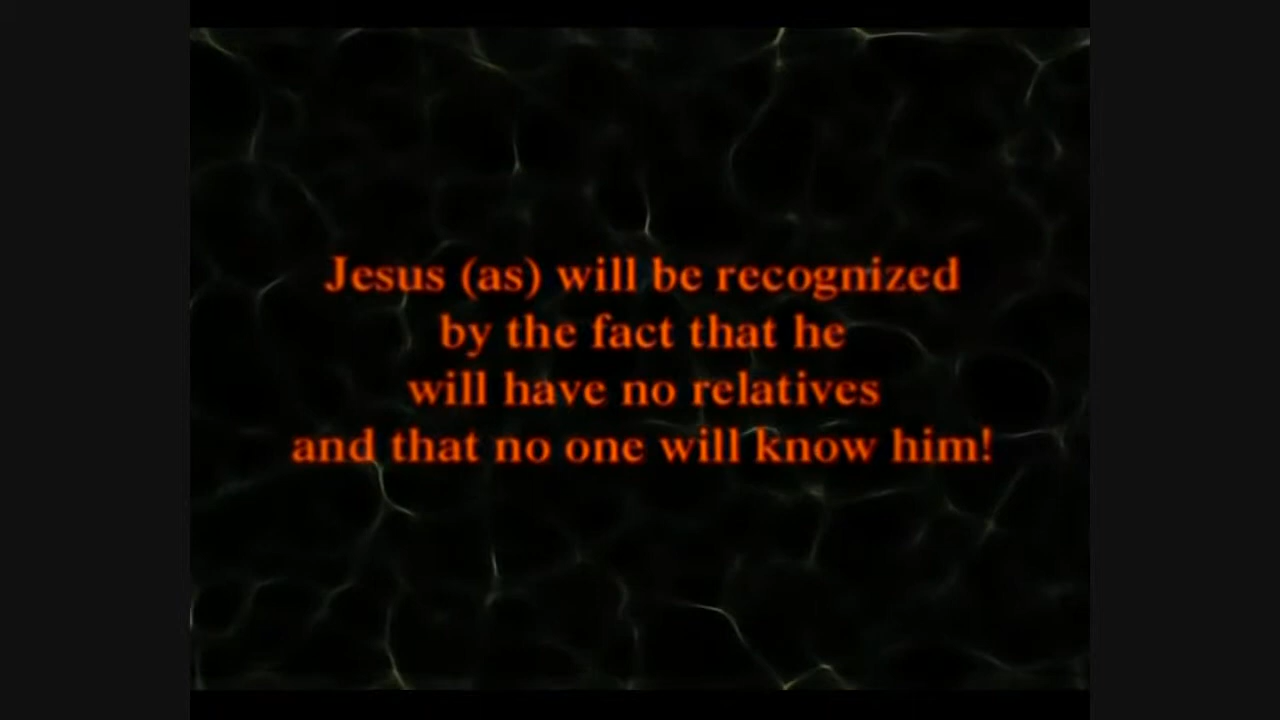 Jesus (as) will be recognized
by the fact that he
will have no relatives
and that no one will know him!